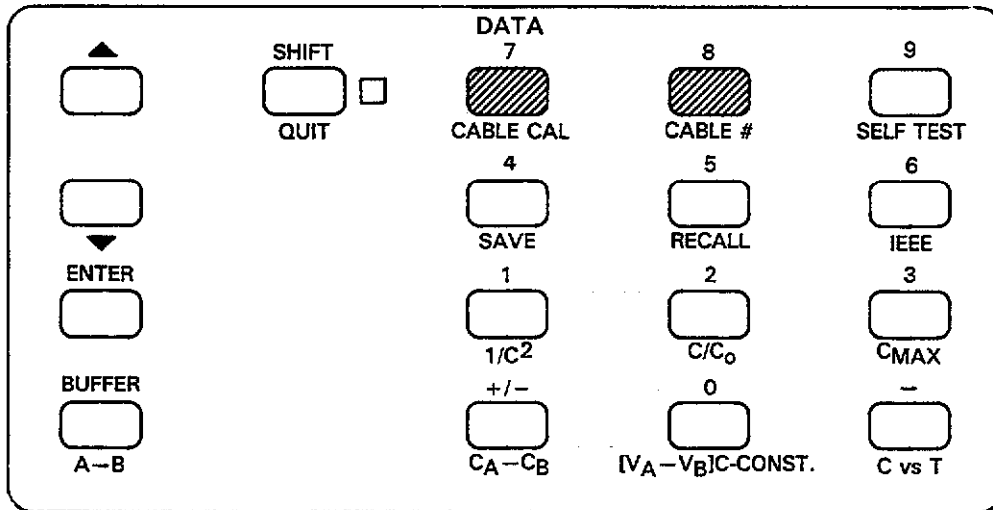 DATA
▲ SHIFT 7 8 9
QUIT CABLE CAL CABLE # SELF TEST
4 5 6
▼ SAVE RECALL IEEE
ENTER 1 2 3
1/C² C/C₀ CMAX
BUFFER +/− 0 −
A−B CA−CB [VA−VB]C-CONST. C vs T